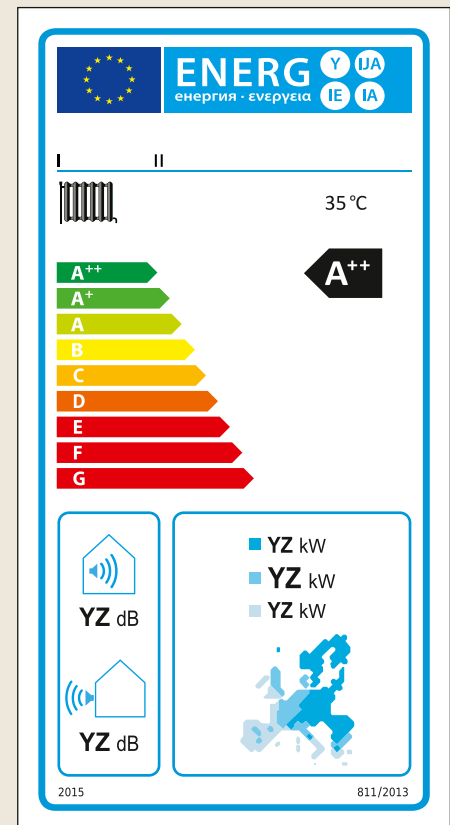 ENERG Y IJA
енергия · ενεργεια IE IA
I II
35 °C
A++
A++
A+
A
B
C
D
E
F
G
YZ dB
YZ dB
YZ kW
YZ kW
YZ kW
2015 811/2013